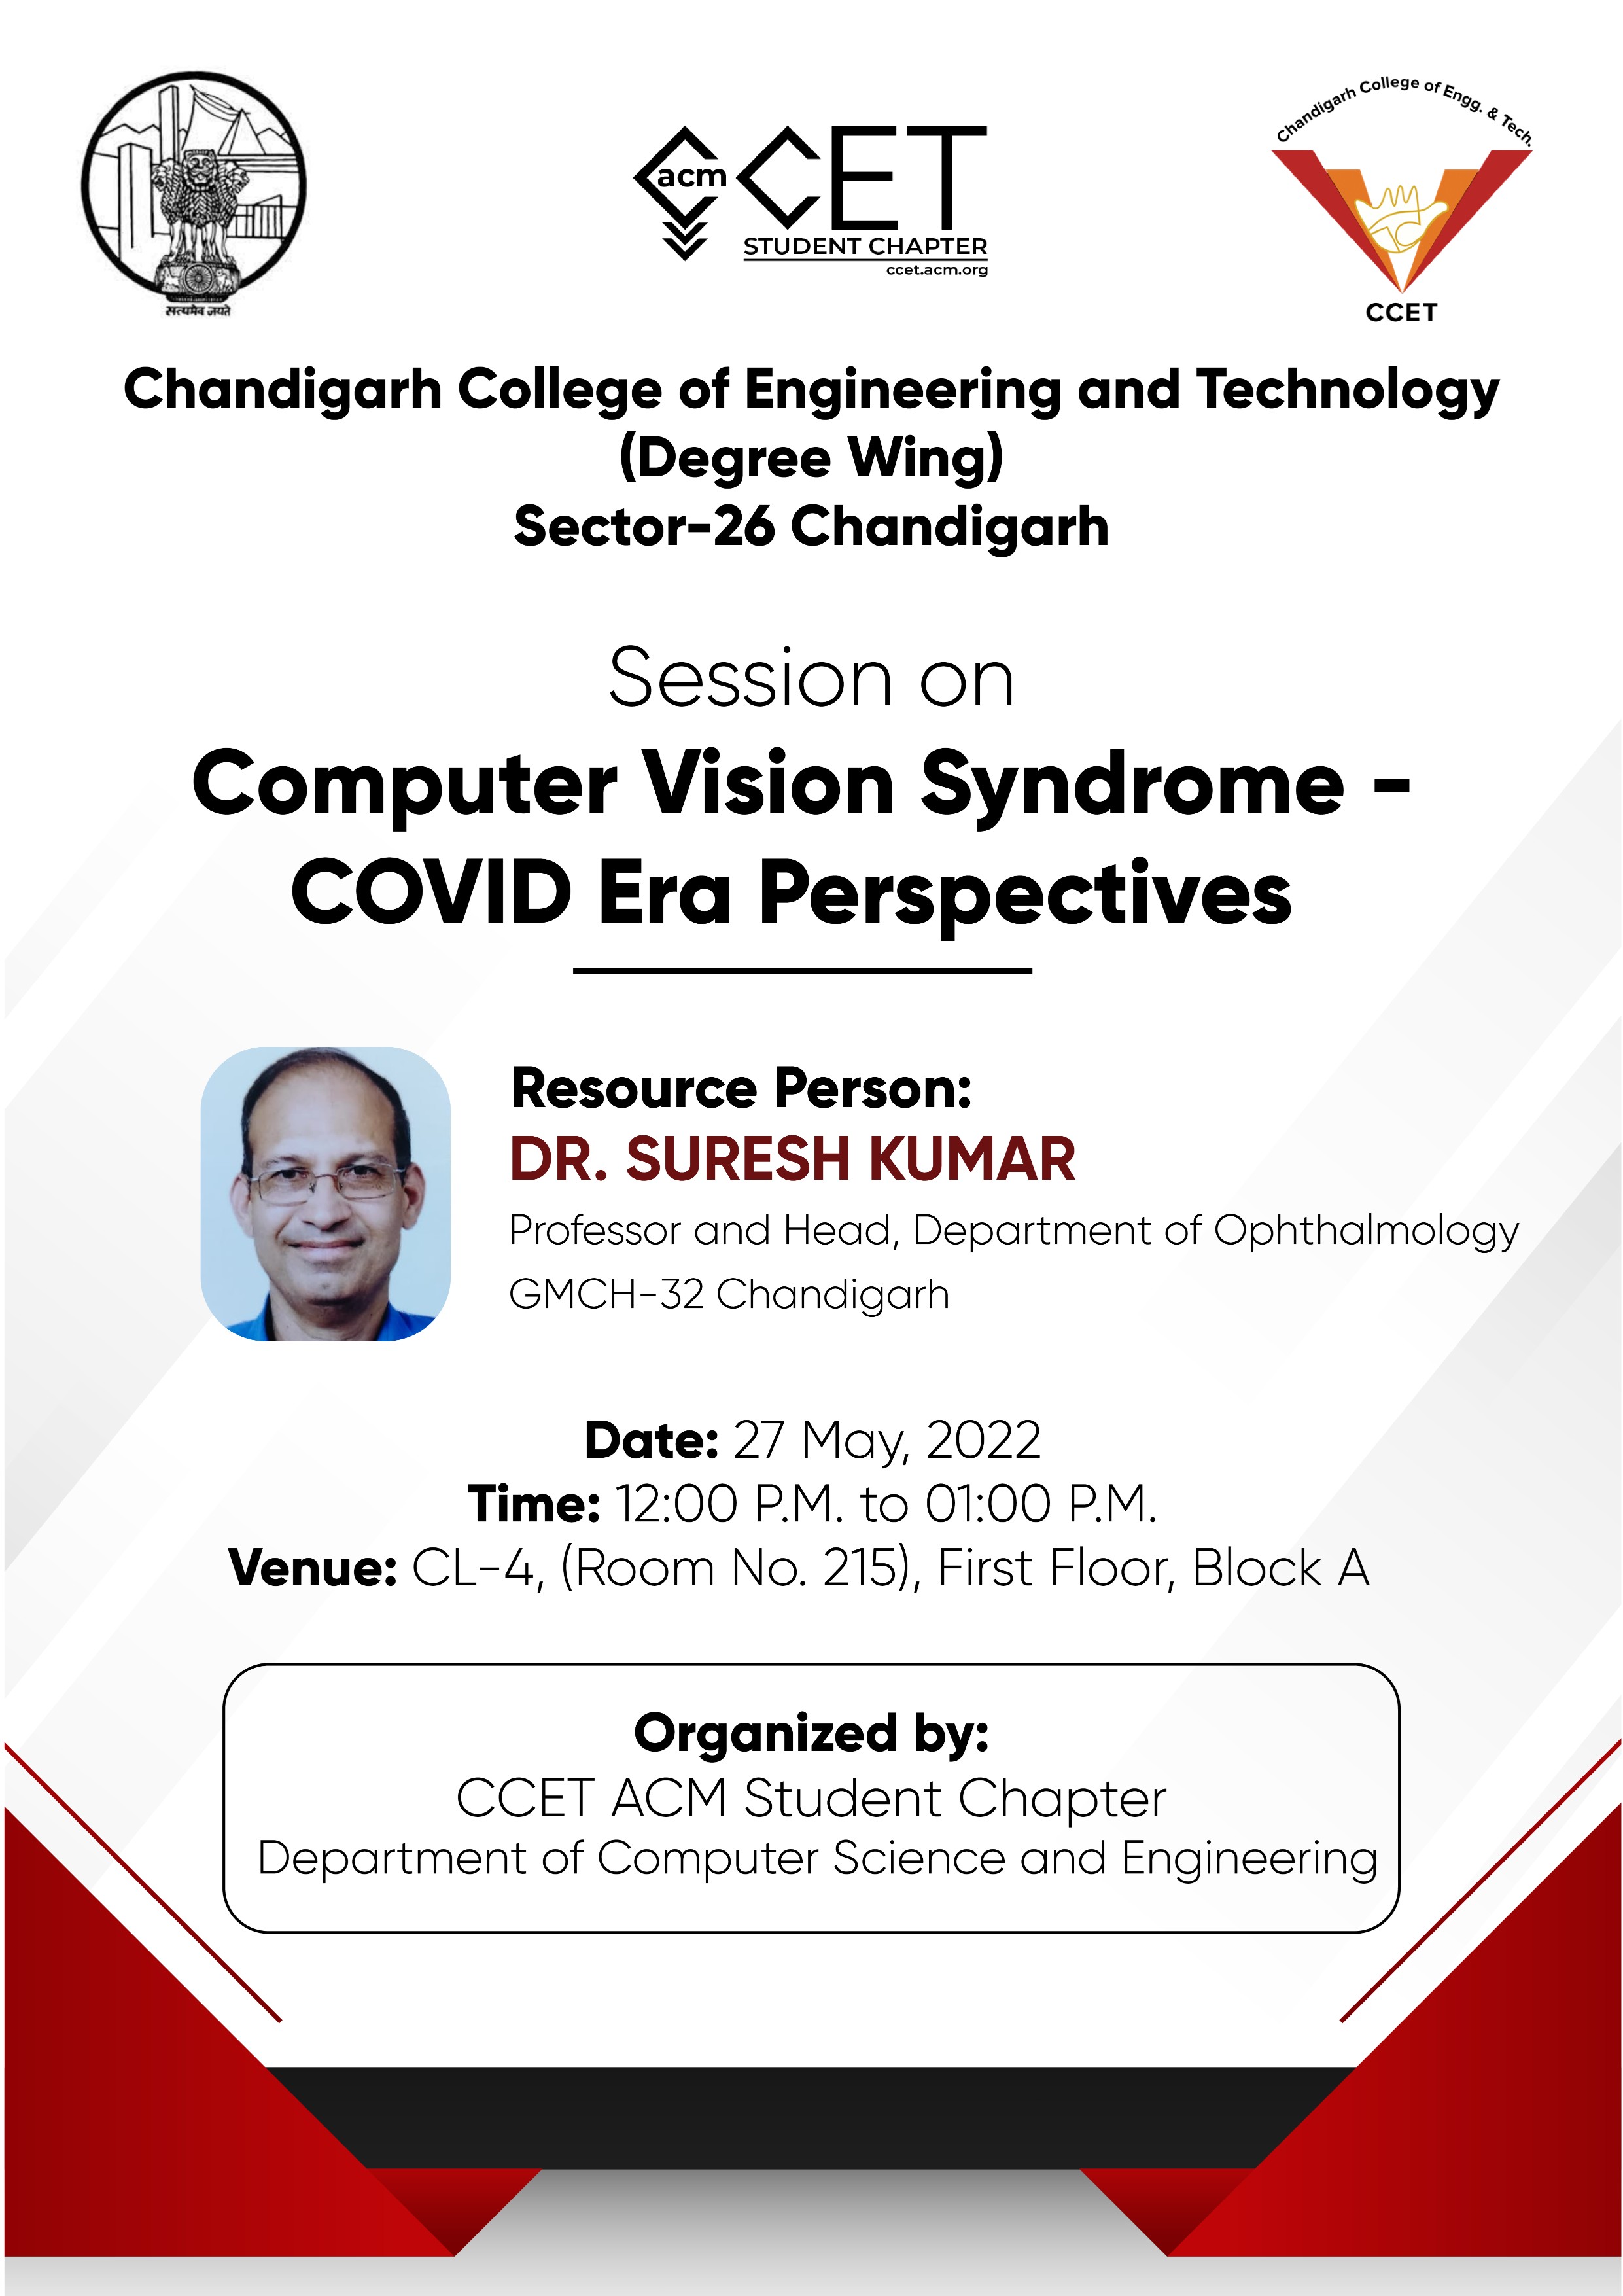 सत्यमेव जयते
acm CCET
STUDENT CHAPTER
ccet.acm.org
Chandigarh College of Engg. & Tech.
CCET
Chandigarh College of Engineering and Technology
(Degree Wing)
Sector-26 Chandigarh
Session on
Computer Vision Syndrome -
COVID Era Perspectives
Resource Person:
DR. SURESH KUMAR
Professor and Head, Department of Ophthalmology
GMCH-32 Chandigarh
Date: 27 May, 2022
Time: 12:00 P.M. to 01:00 P.M.
Venue: CL-4, (Room No. 215), First Floor, Block A
Organized by:
CCET ACM Student Chapter
Department of Computer Science and Engineering